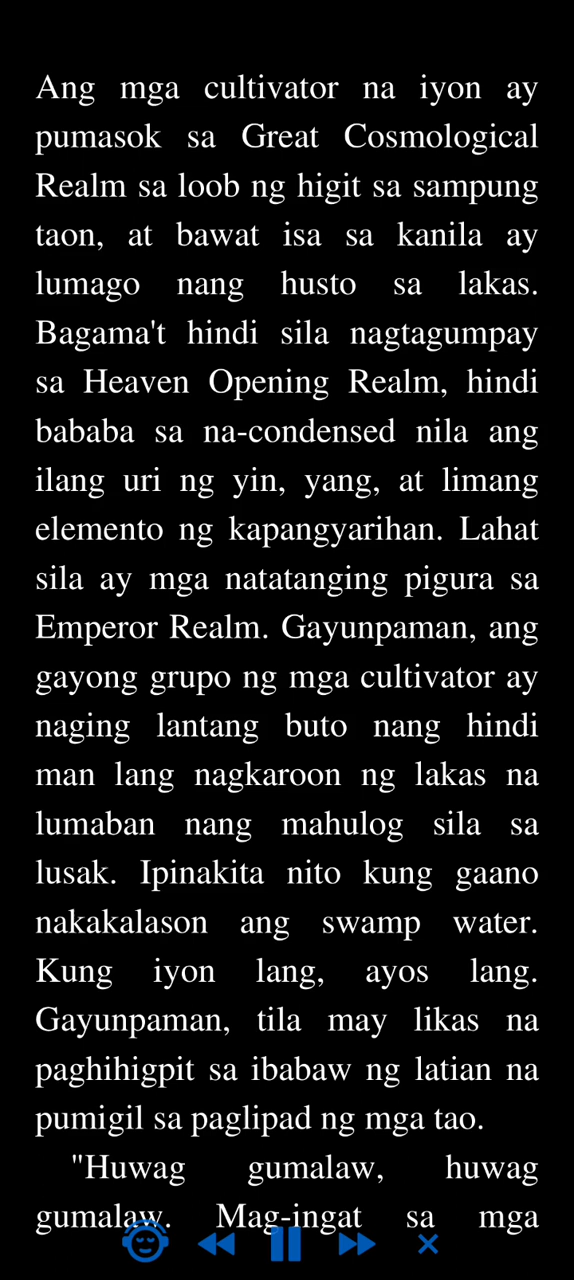 Ang mga cultivator na iyon ay
pumasok sa Great Cosmological
Realm sa loob ng higit sa sampung
taon, at bawat isa sa kanila ay
lumago nang husto sa lakas.
Bagama't hindi sila nagtagumpay
sa Heaven Opening Realm, hindi
bababa sa na-condensed nila ang
ilang uri ng yin, yang, at limang
elemento ng kapangyarihan. Lahat
sila ay mga natatanging pigura sa
Emperor Realm. Gayunpaman, ang
gayong grupo ng mga cultivator ay
naging lantang buto nang hindi
man lang nagkaroon ng lakas na
lumaban nang mahulog sila sa
lusak. Ipinakita nito kung gaano
nakakalason ang swamp water.
Kung iyon lang, ayos lang.
Gayunpaman, tila may likas na
paghihigpit sa ibabaw ng latian na
pumigil sa paglipad ng mga tao.
"Huwag gumalaw, huwag
gumalaw. Mag-ingat sa mga